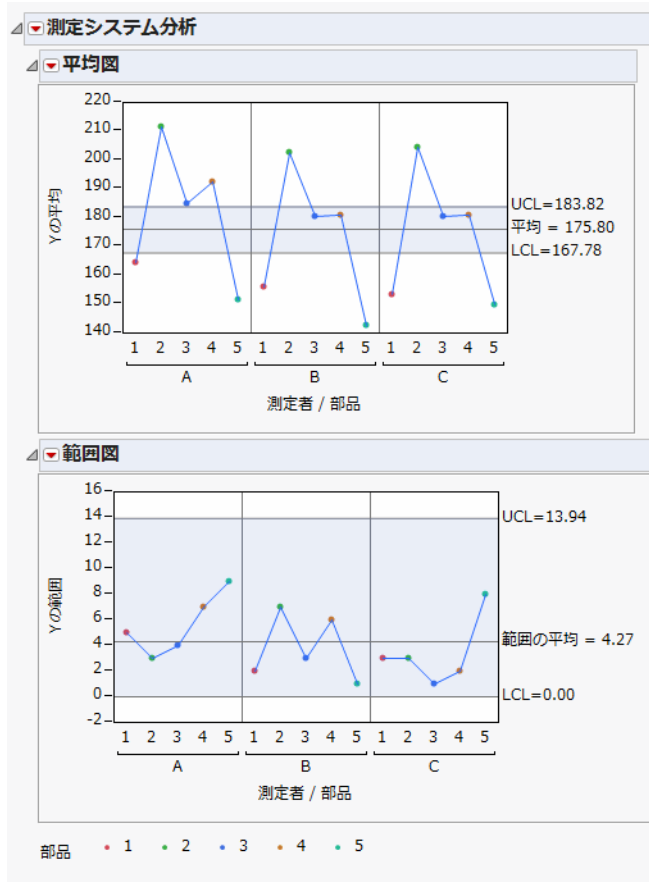 測定システム分析
平均図
220
210
200
190
180
170
160
150
140
Yの平均
UCL=183.82
平均 = 175.80
LCL=167.78
1 2 3 4 5 1 2 3 4 5 1 2 3 4 5
A B C
測定者 / 部品
範囲図
16
14
12
10
8
6
4
2
0
-2
Yの範囲
UCL=13.94
範囲の平均 = 4.27
LCL=0.00
1 2 3 4 5 1 2 3 4 5 1 2 3 4 5
A B C
測定者 / 部品
部品 1 2 3 4 5